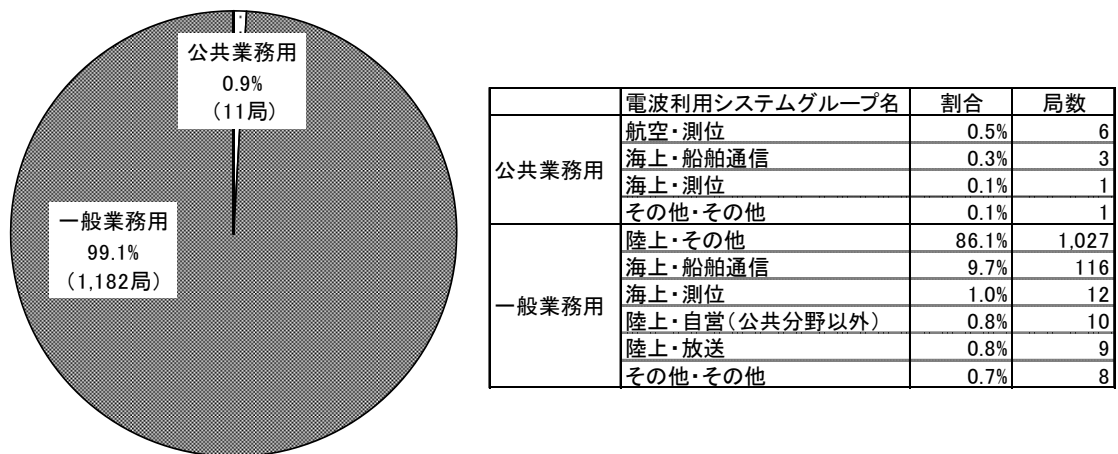 公共業務用
0.9%
（11局）
一般業務用
99.1%
（1,182局）
電波利用システムグループ名 割合 局数
公共業務用
航空・測位 0.5% 6
海上・船舶通信 0.3% 3
海上・測位 0.1% 1
その他・その他 0.1% 1
一般業務用
陸上・その他 86.1% 1,027
海上・船舶通信 9.7% 116
海上・測位 1.0% 12
陸上・自営（公共分野以外） 0.8% 10
陸上・放送 0.8% 9
その他・その他 0.7% 8